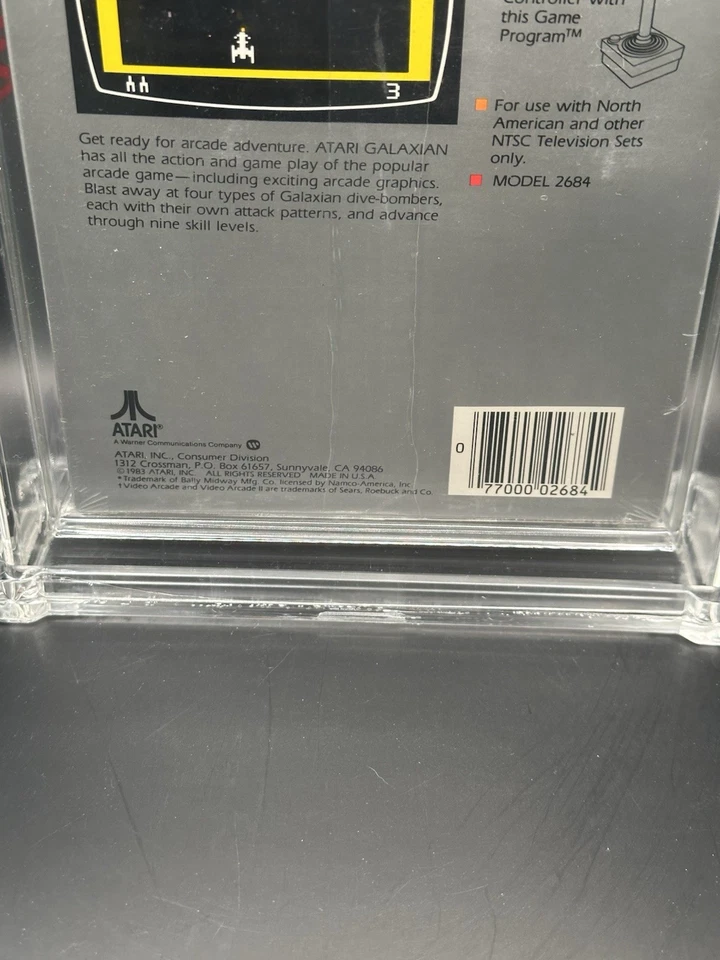 Controller with
this Game
Program™
3
For use with North
American and other
NTSC Television Sets
only.
MODEL 2684
Get ready for arcade adventure. ATARI GALAXIAN
has all the action and game play of the popular
arcade game—including exciting arcade graphics.
Blast away at four types of Galaxian dive-bombers,
each with their own attack patterns, and advance
through nine skill levels.
ATARI®
A Warner Communications Company
ATARI, INC., Consumer Division
1312 Crossman, P.O. Box 61657, Sunnyvale, CA 94086
©1983 ATARI, INC. ALL RIGHTS RESERVED MADE IN U.S.A.
*Trademark of Bally Midway Mfg. Co. licensed by Namco-America, Inc.
†Video Arcade and Video Arcade II are trademarks of Sears, Roebuck and Co.
0 77000 02684